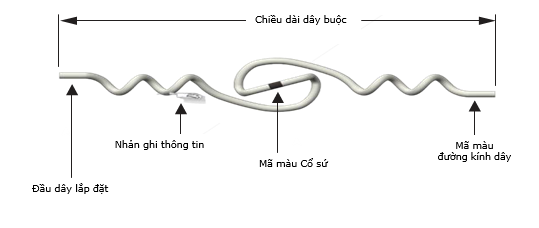 Chiều dài dây buộc
Nhản ghi thông tin
Mã màu Cổ sứ
Mã màu
đường kính dây
Đầu dây lắp đặt